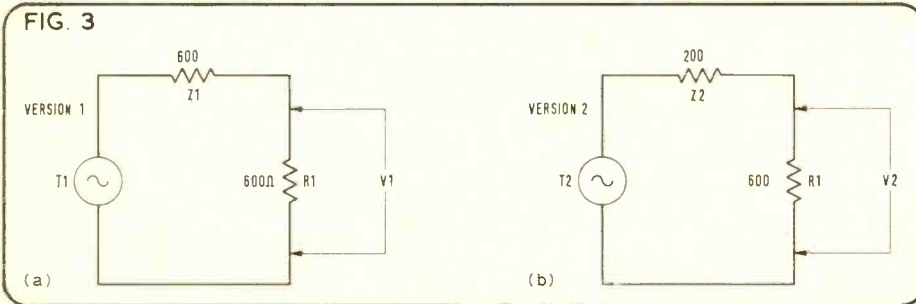 FIG. 3
600
Z1
VERSION 1
T1
600Ω R1
V1
(a)
200
Z2
VERSION 2
T2
600 R1
V2
(b)